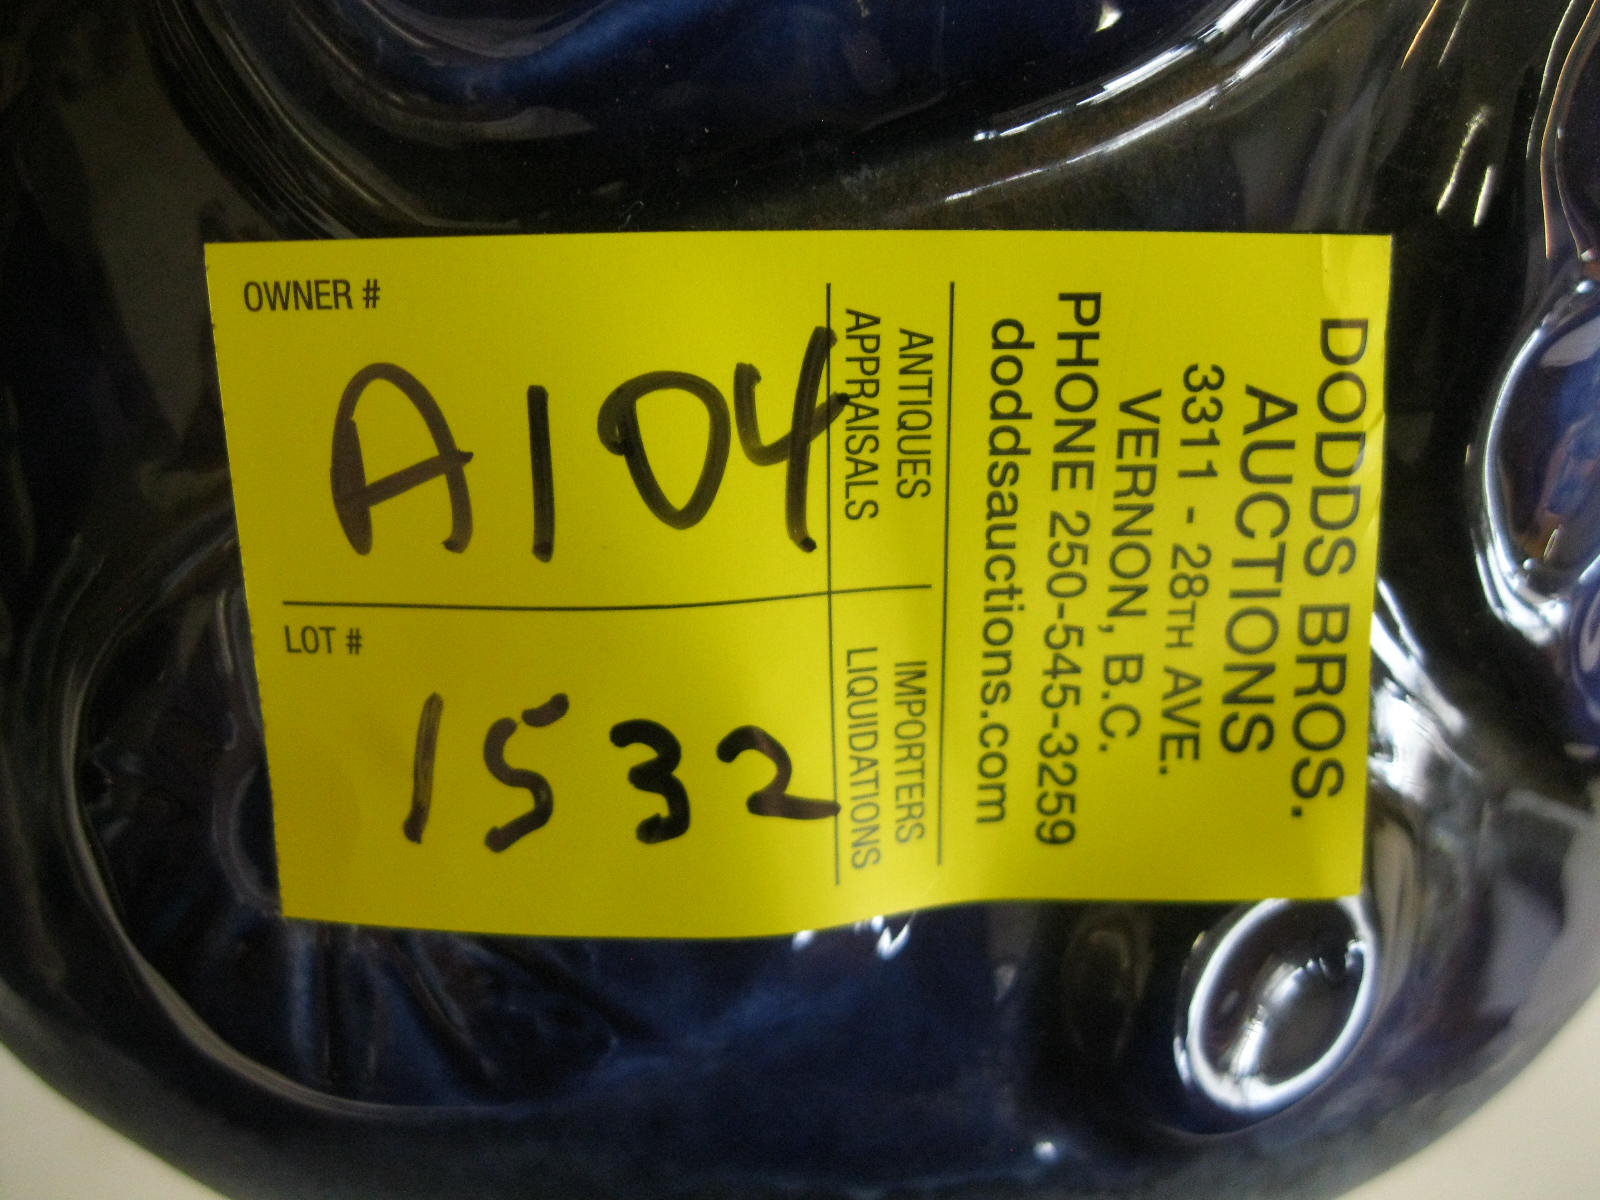 DODDS BROS.
AUCTIONS
3311 - 28TH AVE.
VERNON, B.C.
PHONE 250-545-3259
doddsauctions.com
ANTIQUES IMPORTERS
APPRAISALS LIQUIDATIONS
OWNER #
A104
LOT #
1532